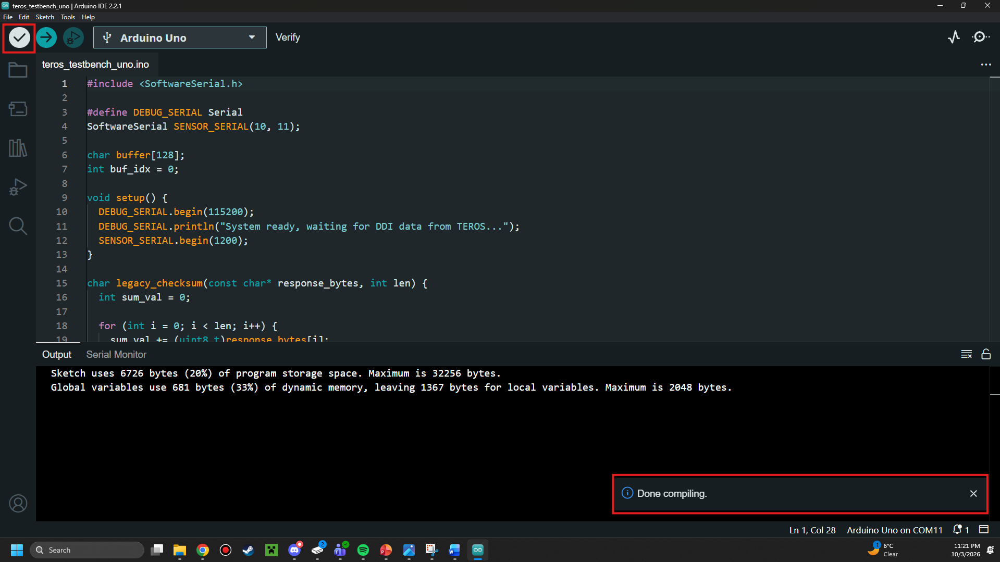 teros_testbench_uno | Arduino IDE 2.2.1
File Edit Sketch Tools Help
Arduino Uno
Verify
teros_testbench_uno.ino
1 #include <SoftwareSerial.h>
2
3 #define DEBUG_SERIAL Serial
4 SoftwareSerial SENSOR_SERIAL(10, 11);
5
6 char buffer[128];
7 int buf_idx = 0;
8
9 void setup() {
10 DEBUG_SERIAL.begin(115200);
11 DEBUG_SERIAL.println("System ready, waiting for DDI data from TEROS...");
12 SENSOR_SERIAL.begin(1200);
13 }
14
15 char legacy_checksum(const char* response_bytes, int len) {
16 int sum_val = 0;
17
18 for (int i = 0; i < len; i++) {
19 sum_val += (uint8_t)response_bytes[i];
Output Serial Monitor
Sketch uses 6726 bytes (20%) of program storage space. Maximum is 32256 bytes.
Global variables use 681 bytes (33%) of dynamic memory, leaving 1367 bytes for local variables. Maximum is 2048 bytes.
Done compiling.
Ln 1, Col 28 Arduino Uno on COM11 1
Search
2
1
6°C
Clear
11:21 PM
10/3/2026